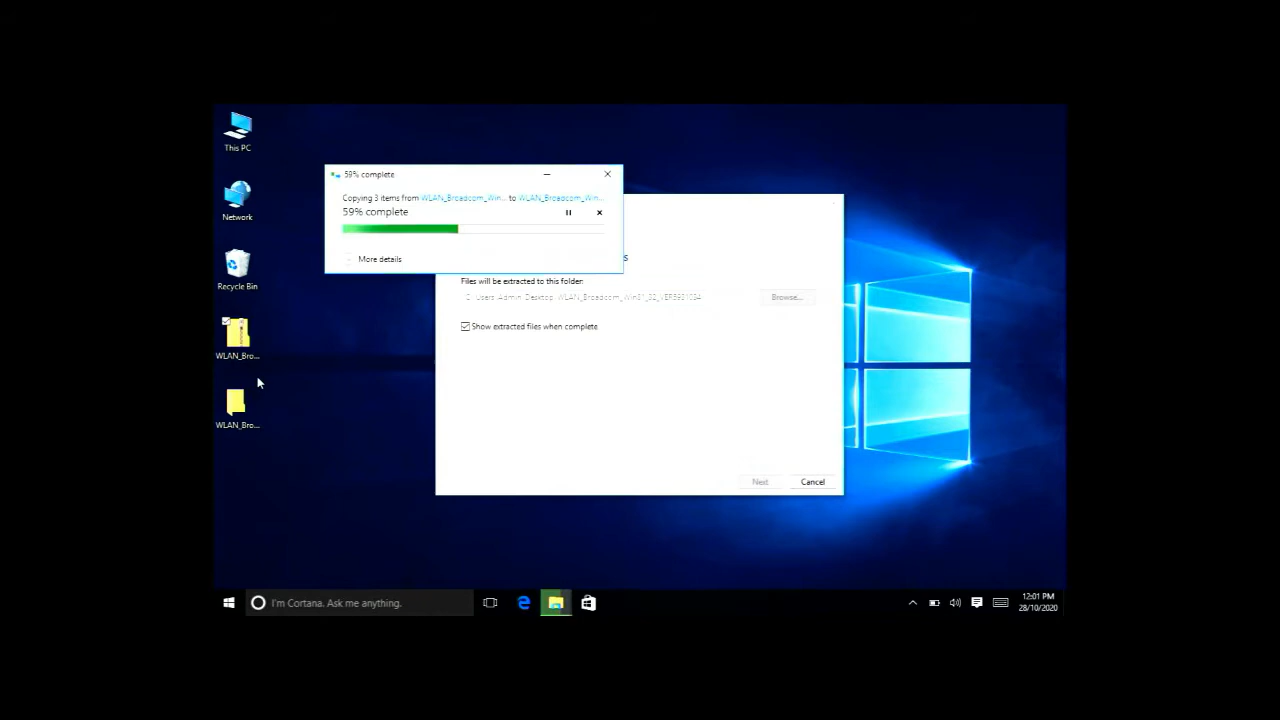 This PC
Network
Recycle Bin
WLAN_Bro...
WLAN_Bro...
59% complete
Copying 3 items from WLAN_Broadcom_Win... to WLAN_Broadcom_Win...
59% complete
More details
s
Files will be extracted to this folder:
Browse...
Show extracted files when complete
Next
Cancel
I'm Cortana. Ask me anything.
12:01 PM
28/10/2020